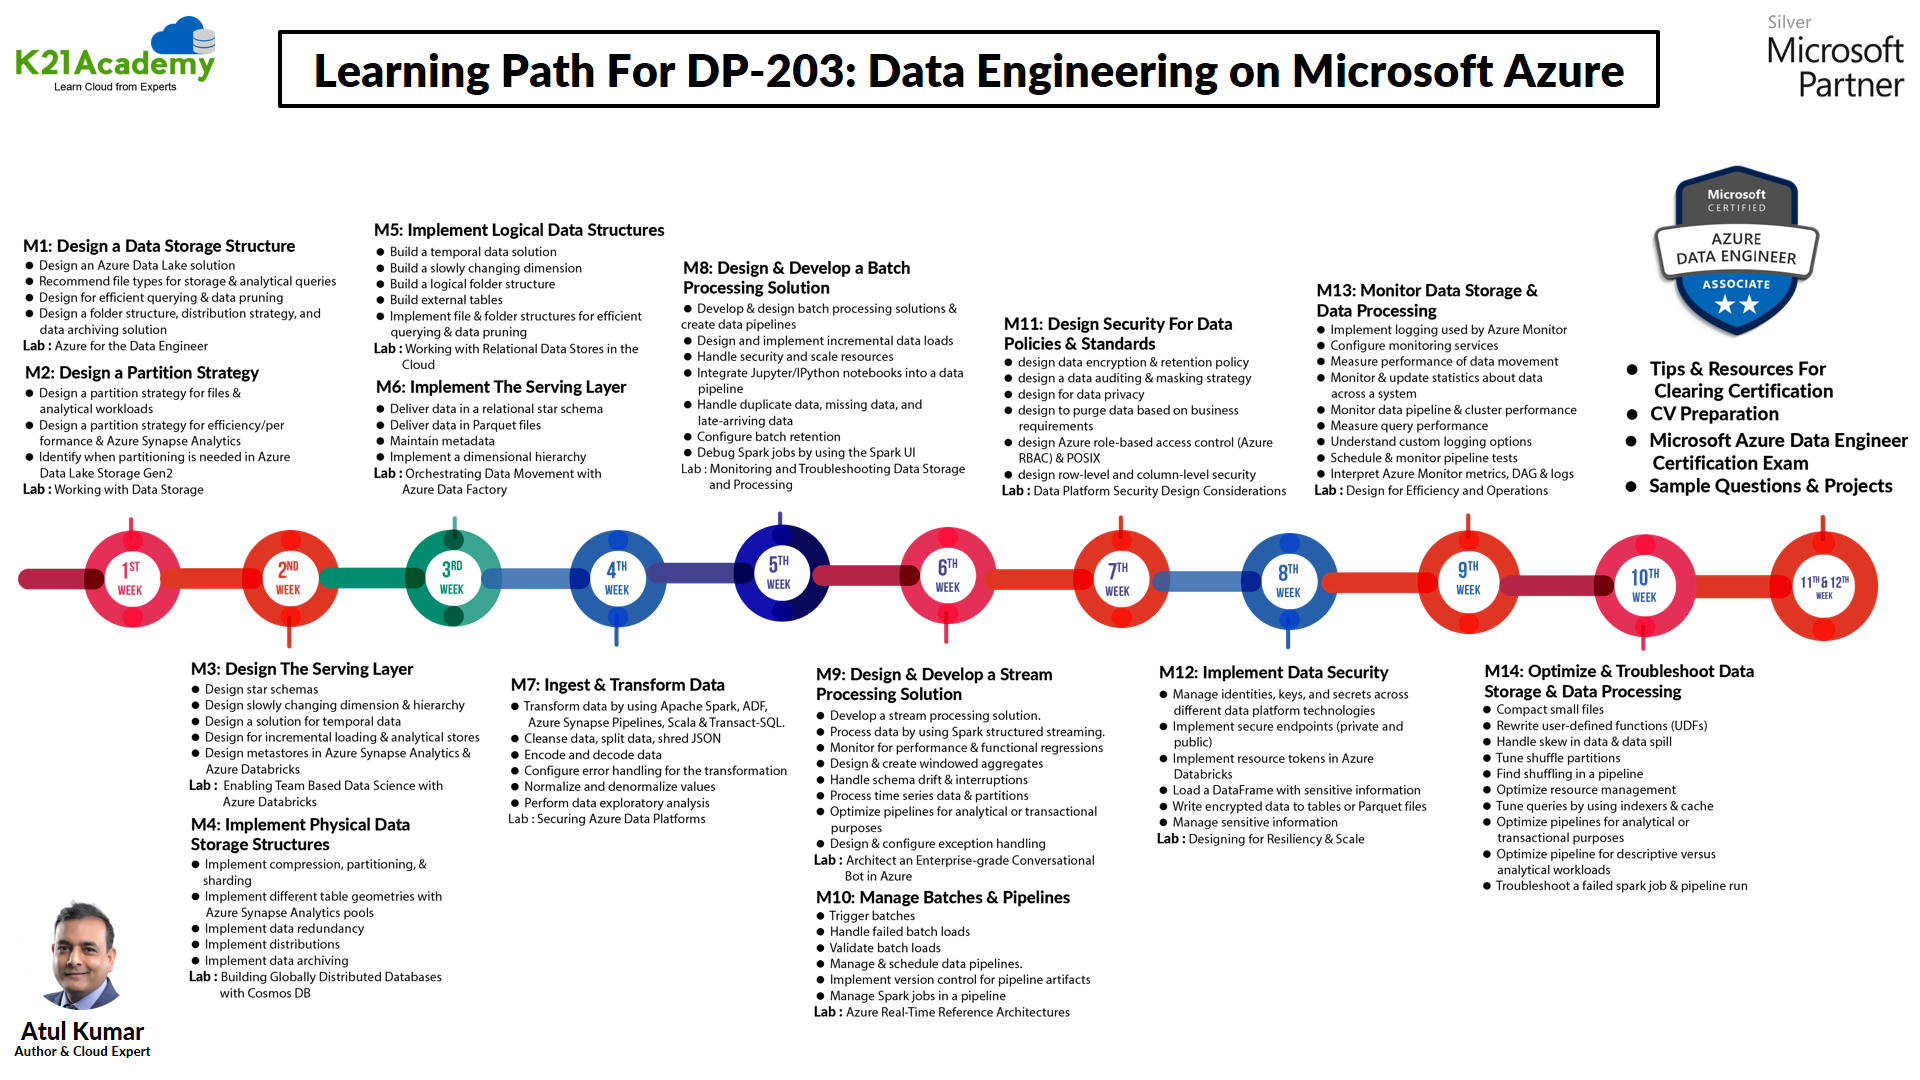 K21Academy
Learn Cloud from Experts
Learning Path For DP-203: Data Engineering on Microsoft Azure
Silver
Microsoft
Partner
M1: Design a Data Storage Structure
● Design an Azure Data Lake solution
● Recommend file types for storage & analytical queries
● Design for efficient querying & data pruning
● Design a folder structure, distribution strategy, and
data archiving solution
Lab : Azure for the Data Engineer
M2: Design a Partition Strategy
● Design a partition strategy for files &
analytical workloads
● Design a partition strategy for efficiency/per
formance & Azure Synapse Analytics
● Identify when partitioning is needed in Azure
Data Lake Storage Gen2
Lab : Working with Data Storage
M5: Implement Logical Data Structures
● Build a temporal data solution
● Build a slowly changing dimension
● Build a logical folder structure
● Build external tables
● Implement file & folder structures for efficient
querying & data pruning
Lab : Working with Relational Data Stores in the
Cloud
M6: Implement The Serving Layer
● Deliver data in a relational star schema
● Deliver data in Parquet files
● Maintain metadata
● Implement a dimensional hierarchy
Lab : Orchestrating Data Movement with
Azure Data Factory
M8: Design & Develop a Batch
Processing Solution
● Develop & design batch processing solutions &
create data pipelines
● Design and implement incremental data loads
● Handle security and scale resources
● Integrate Jupyter/IPython notebooks into a data
pipeline
● Handle duplicate data, missing data, and
late-arriving data
● Configure batch retention
● Debug Spark jobs by using the Spark UI
Lab : Monitoring and Troubleshooting Data Storage
and Processing
M11: Design Security For Data
Policies & Standards
● design data encryption & retention policy
● design a data auditing & masking strategy
● design for data privacy
● design to purge data based on business
requirements
● design Azure role-based access control (Azure
RBAC) & POSIX
● design row-level and column-level security
Lab : Data Platform Security Design Considerations
M13: Monitor Data Storage &
Data Processing
● Implement logging used by Azure Monitor
● Configure monitoring services
● Measure performance of data movement
● Monitor & update statistics about data
across a system
● Monitor data pipeline & cluster performance
● Measure query performance
● Understand custom logging options
● Schedule & monitor pipeline tests
● Interpret Azure Monitor metrics, DAG & logs
Lab : Design for Efficiency and Operations
Microsoft
CERTIFIED
AZURE
DATA ENGINEER
ASSOCIATE
● Tips & Resources For
Clearing Certification
● CV Preparation
● Microsoft Azure Data Engineer
Certification Exam
● Sample Questions & Projects
1ST
WEEK
2ND
WEEK
3RD
WEEK
4TH
WEEK
5TH
WEEK
6TH
WEEK
7TH
WEEK
8TH
WEEK
9TH
WEEK
10TH
WEEK
11TH & 12TH
WEEK
M3: Design The Serving Layer
● Design star schemas
● Design slowly changing dimension & hierarchy
● Design a solution for temporal data
● Design for incremental loading & analytical stores
● Design metastores in Azure Synapse Analytics &
Azure Databricks
Lab : Enabling Team Based Data Science with
Azure Databricks
M4: Implement Physical Data
Storage Structures
● Implement compression, partitioning, &
sharding
● Implement different table geometries with
Azure Synapse Analytics pools
● Implement data redundancy
● Implement distributions
● Implement data archiving
Lab : Building Globally Distributed Databases
with Cosmos DB
M7: Ingest & Transform Data
● Transform data by using Apache Spark, ADF,
Azure Synapse Pipelines, Scala & Transact-SQL.
● Cleanse data, split data, shred JSON
● Encode and decode data
● Configure error handling for the transformation
● Normalize and denormalize values
● Perform data exploratory analysis
Lab : Securing Azure Data Platforms
M9: Design & Develop a Stream
Processing Solution
● Develop a stream processing solution.
● Process data by using Spark structured streaming.
● Monitor for performance & functional regressions
● Design & create windowed aggregates
● Handle schema drift & interruptions
● Process time series data & partitions
● Optimize pipelines for analytical or transactional
purposes
● Design & configure exception handling
Lab : Architect an Enterprise-grade Conversational
Bot in Azure
M10: Manage Batches & Pipelines
● Trigger batches
● Handle failed batch loads
● Validate batch loads
● Manage & schedule data pipelines.
● Implement version control for pipeline artifacts
● Manage Spark jobs in a pipeline
Lab : Azure Real-Time Reference Architectures
M12: Implement Data Security
● Manage identities, keys, and secrets across
different data platform technologies
● Implement secure endpoints (private and
public)
● Implement resource tokens in Azure
Databricks
● Load a DataFrame with sensitive information
● Write encrypted data to tables or Parquet files
● Manage sensitive information
Lab : Designing for Resiliency & Scale
M14: Optimize & Troubleshoot Data
Storage & Data Processing
● Compact small files
● Rewrite user-defined functions (UDFs)
● Handle skew in data & data spill
● Tune shuffle partitions
● Find shuffling in a pipeline
● Optimize resource management
● Tune queries by using indexers & cache
● Optimize pipelines for analytical or
transactional purposes
● Optimize pipeline for descriptive versus
analytical workloads
● Troubleshoot a failed spark job & pipeline run
Atul Kumar
Author & Cloud Expert